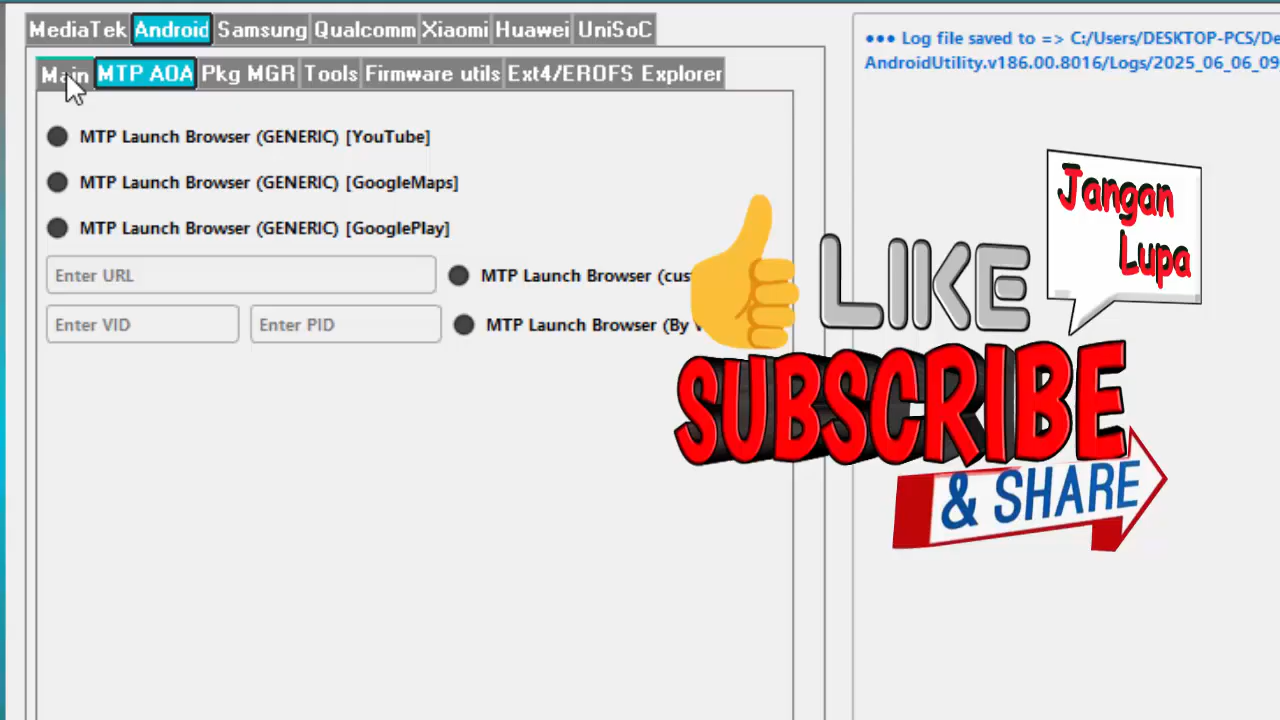 MediaTek Android Samsung Qualcomm Xiaomi Huawei UniSoC
Main MTP AOA Pkg MGR Tools Firmware utils Ext4/EROFS Explorer
MTP Launch Browser (GENERIC) [YouTube]
MTP Launch Browser (GENERIC) [GoogleMaps]
MTP Launch Browser (GENERIC) [GooglePlay]
Enter URL MTP Launch Browser (cus
Enter VID Enter PID MTP Launch Browser (By
••• Log file saved to => C:/Users/DESKTOP-PCS/De
AndroidUtility.v186.00.8016/Logs/2025_06_06_09
Jangan
Lupa
LIKE
SUBSCRIBE
& SHARE